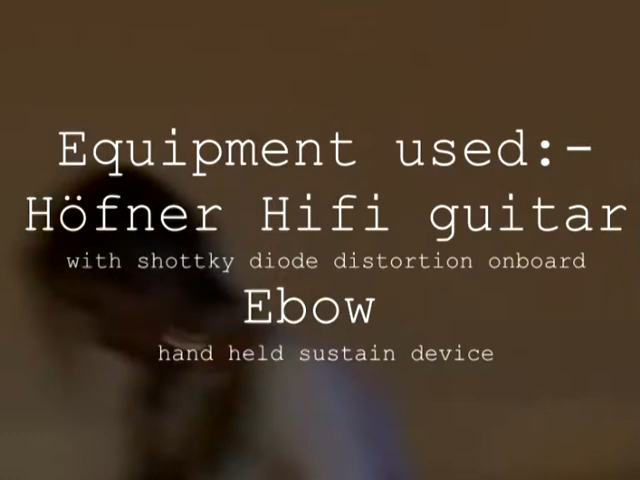 Equipment used:-
Höfner Hifi guitar
with shottky diode distortion onboard
Ebow
hand held sustain device